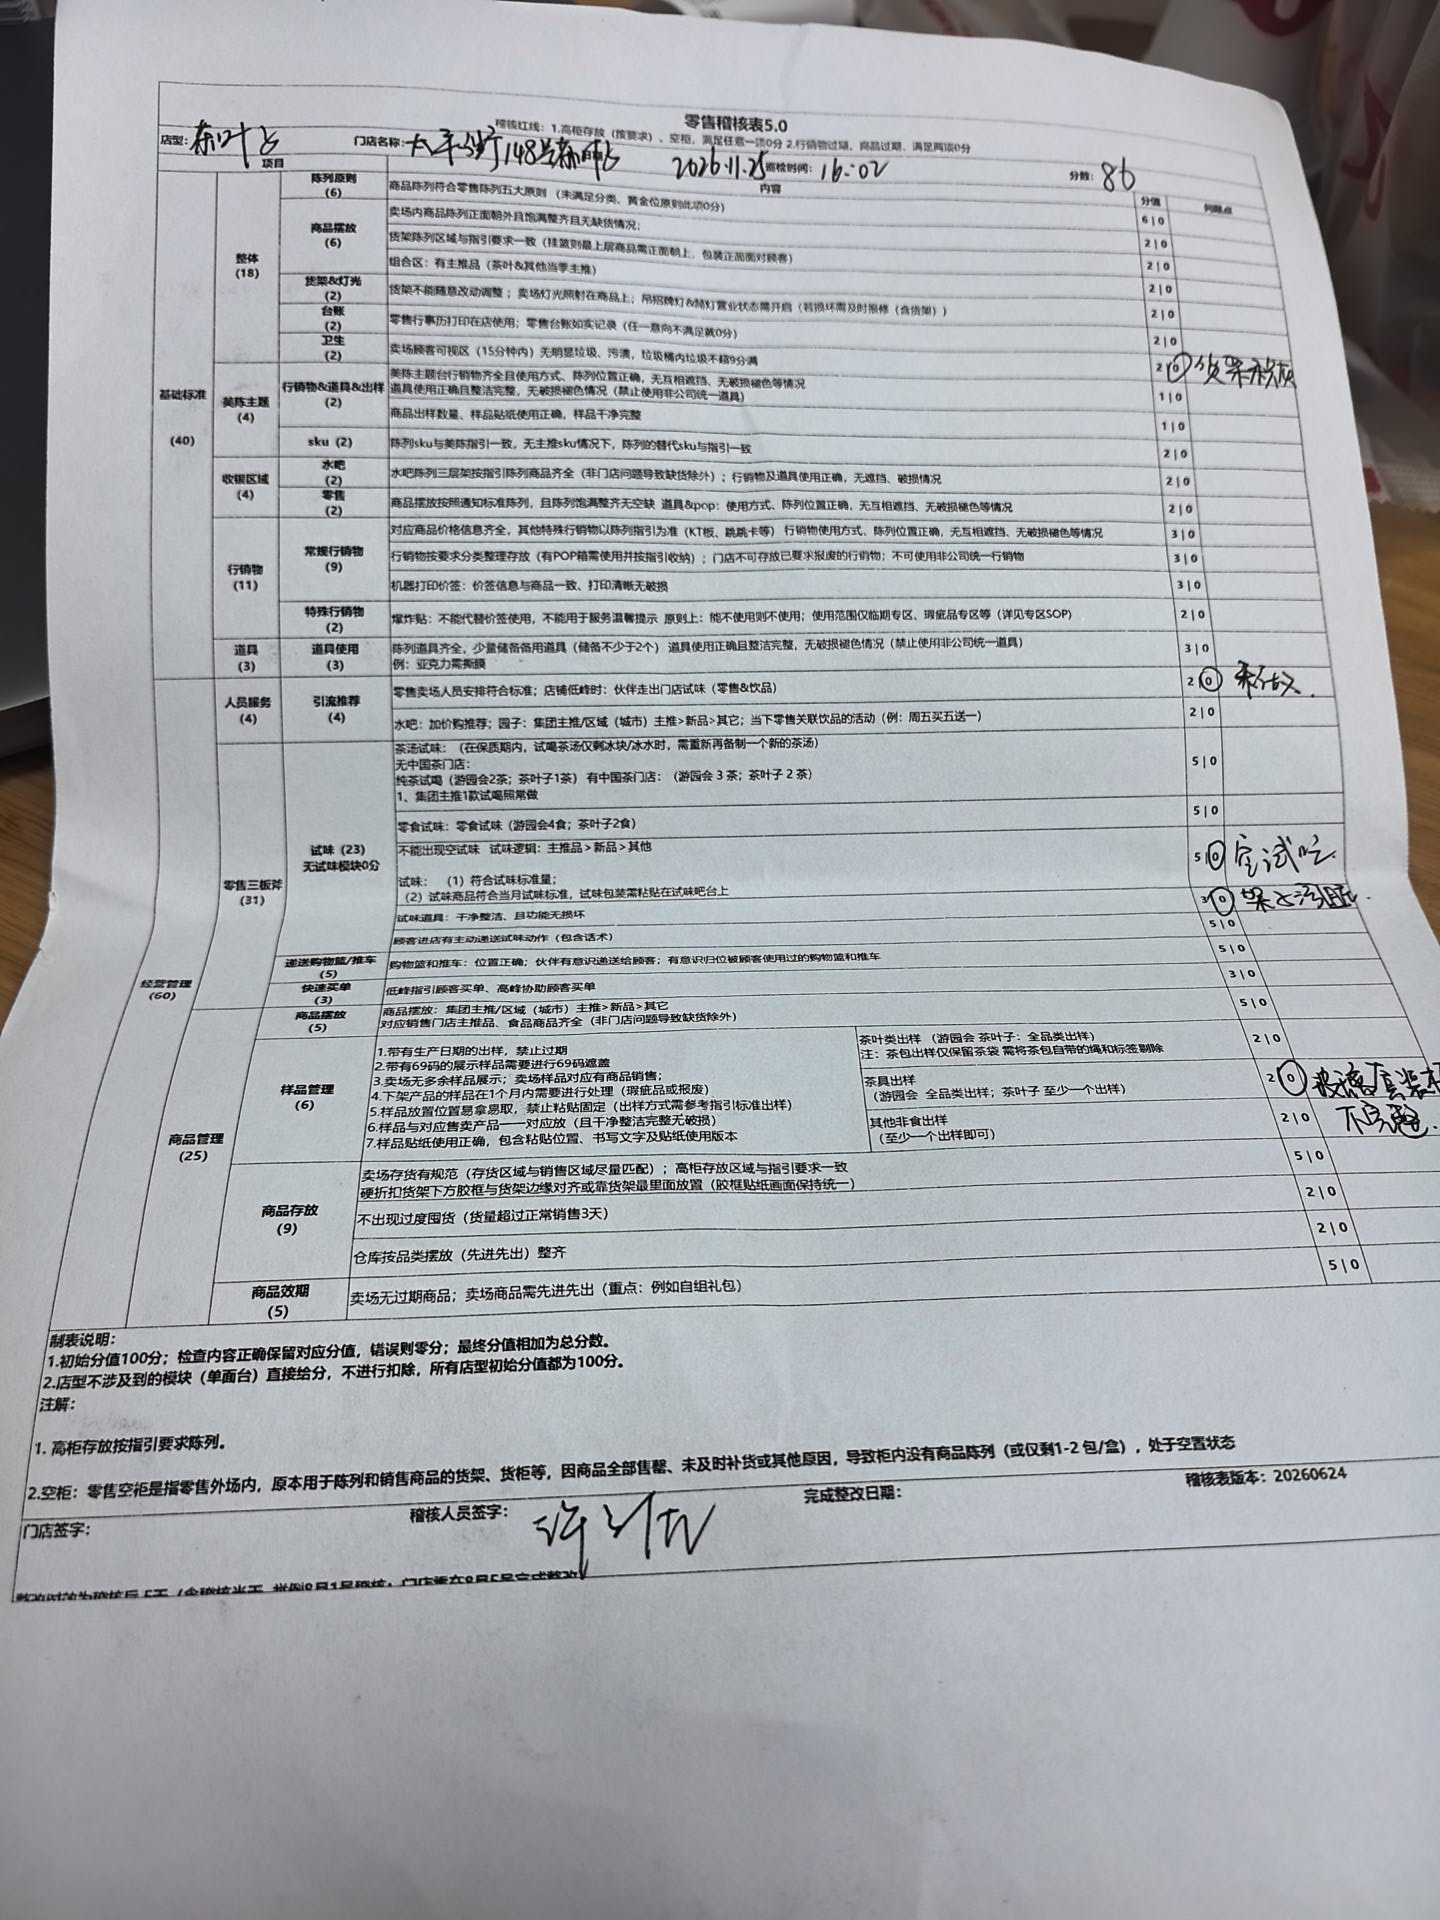 零售稽核表5.0
稽核红线：1.高柜存放（按要求）、空柜，满足任意一项0分 2.行销物过期，商品过期，满足两项0分
店型：茶叶子 门店名称：太平街148号 2026.11.25 巡检时间：16:02 分数：86
项目 内容 分值 问题点
基础标准
(40)
整体
(18)
陈列原则
(6)
商品陈列符合零售陈列五大原则（未满足分类、黄金位原则此项0分） 6|0
商品摆放
(6)
卖场内商品陈列正面朝外且饱满整齐且无缺货情况； 2|0
货架陈列区域与指引要求一致（挂篮则最上层商品需正面朝上，包装正面面对顾客） 2|0
组合区：有主推品（茶叶&其他当季主推） 2|0
货架&灯光
(2)
货架不能随意改动调整；卖场灯光照射在商品上；吊招牌灯&筒灯营业状态需开启（若损坏需及时报修（含货架）） 2|0
台账
(2)
零售行事历打印在店使用；零售台账如实记录（任一意向不满足就0分） 2|0
卫生
(2)
卖场顾客可视区（15分钟内）无明显垃圾、污渍，垃圾桶内垃圾不超9分满 2|0 货架积灰
美陈主题
(4)
行销物&道具&出样
(2)
美陈主题台行销物齐全且使用方式、陈列位置正确，无互相遮挡、无破损褪色等情况
道具使用正确且整洁完整，无破损褪色情况（禁止使用非公司统一道具） 1|0
商品出样数量、样品贴纸使用正确，样品干净完整 1|0
sku（2）
陈列sku与美陈指引一致，无主推sku情况下，陈列的替代sku与指引一致 2|0
收银区域
(4)
水吧
(2)
水吧陈列三层架按指引陈列商品齐全（非门店问题导致缺货除外）；行销物及道具使用正确，无遮挡、破损情况 2|0
零售
(2)
商品摆放按照通知标准陈列，且陈列饱满整齐无空缺 道具&pop：使用方式、陈列位置正确，无互相遮挡、无破损褪色等情况 2|0
行销物
(11)
常规行销物
(9)
对应商品价格信息齐全，其他特殊行销物以陈列指引为准（KT板、跳跳卡等） 行销物使用方式、陈列位置正确，无互相遮挡、无破损褪色等情况 3|0
行销物按要求分类整理存放（有POP箱需使用并按指引收纳）；门店不可存放已要求报废的行销物；不可使用非公司统一行销物 3|0
机器打印价签：价签信息与商品一致、打印清晰无破损 3|0
特殊行销物
(2)
爆炸贴：不能代替价签使用，不能用于服务温馨提示 原则上：能不使用则不使用；使用范围仅临期专区、瑕疵品专区等（详见专区SOP） 2|0
道具
(3)
道具使用
(3)
陈列道具齐全，少量储备备用道具（储备不少于2个） 道具使用正确且整洁完整，无破损褪色情况（禁止使用非公司统一道具）
例：亚克力需撕膜 3|0
经营管理
(60)
人员服务
(4)
引流推荐
(4)
零售卖场人员安排符合标准；店铺低峰时：伙伴走出门店试味（零售&饮品） 2|0
水吧：加价购推荐；园子：集团主推/区域（城市）主推>新品>其它；当下零售关联饮品的活动（例：周五买五送一） 2|0
零售三板斧
(31)
试味（23）
无试味模块0分
茶汤试味：（在保质期内，试喝茶汤仅剩冰块/冰水时，需重新再备制一个新的茶汤）
无中国茶门店：
纯茶试喝（游园会2茶；茶叶子1茶） 有中国茶门店：（游园会 3 茶；茶叶子 2 茶）
1、集团主推1款试喝照常做 5|0
零食试味：零食试味（游园会4食；茶叶子2食） 5|0
不能出现空试味 试味逻辑：主推品>新品>其他
试味：（1）符合试味标准量；
（2）试味商品符合当月试味标准，试味包装需粘贴在试味吧台上 5|0 空试吃
试味道具：干净整洁、且功能无损坏 3|0
顾客进店有主动递送试味动作（包含话术） 5|0
递送购物篮/推车
(5)
购物篮和推车：位置正确；伙伴有意识递送给顾客；有意识归位被顾客使用过的购物篮和推车 5|0
快速买单
(3)
低峰指引顾客买单、高峰协助顾客买单 3|0
商品管理
(25)
商品摆放
(5)
商品摆放：集团主推/区域（城市）主推>新品>其它
对应销售门店主推品、食品商品齐全（非门店问题导致缺货除外） 5|0
样品管理
(6)
1.带有生产日期的出样，禁止过期
2.带有69码的展示样品需要进行69码遮盖
3.卖场无多余样品展示；卖场样品对应有商品销售；
4.下架产品的样品在1个月内需要进行处理（瑕疵品或报废）
5.样品放置位置易拿易取，禁止粘贴固定（出样方式需参考指引标准出样）
6.样品与对应售卖产品一一对应放（且干净整洁完整无破损）
7.样品贴纸使用正确，包含粘贴位置、书写文字及贴纸使用版本
茶叶类出样（游园会 茶叶子：全品类出样）
注：茶包出样仅保留茶袋 需将茶包自带的绳和标签剔除 2|0
茶具出样
（游园会 全品类出样；茶叶子 至少一个出样） 2|0 不完整.
其他非食出样
（至少一个出样即可） 2|0
商品存放
(9)
卖场存货有规范（存货区域与销售区域尽量匹配）；高柜存放区域与指引要求一致
硬折扣货架下方胶框与货架边缘对齐或靠货架最里面放置（胶框贴纸画面保持统一） 5|0
不出现过度囤货（货量超过正常销售3天） 2|0
仓库按品类摆放（先进先出）整齐 2|0
商品效期
(5)
卖场无过期商品；卖场商品需先进先出（重点：例如自组礼包） 5|0
制表说明：
1.初始分值100分；检查内容正确保留对应分值，错误则零分；最终分值相加为总分数。
2.店型不涉及到的模块（单面台）直接给分，不进行扣除，所有店型初始分值都为100分。
注解：
1. 高柜存放按指引要求陈列。
2.空柜：零售空柜是指零售外场内，原本用于陈列和销售商品的货架、货柜等，因商品全部售罄、未及时补货或其他原因，导致柜内没有商品陈列（或仅剩1-2 包/盒），处于空置状态
稽核表版本：20260624
门店签字： 稽核人员签字： 完成整改日期：
整改时效为稽核后 5天（含稽核当天，举例8月1号稽核；门店需在8月5号完成整改）